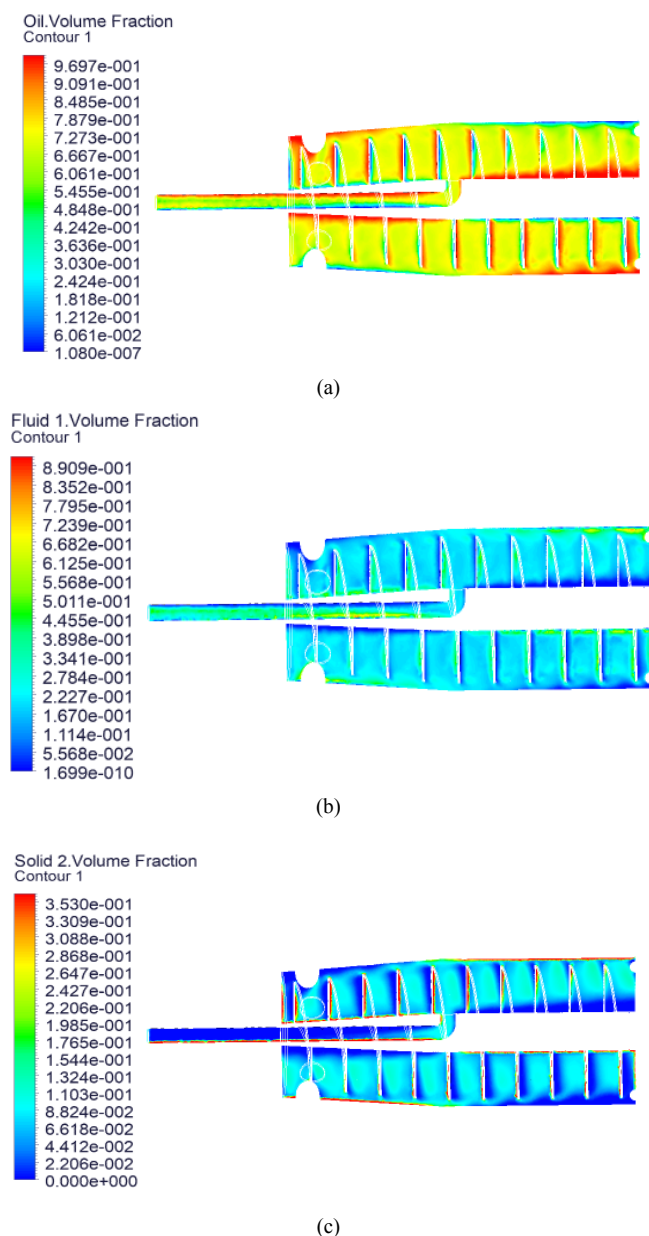 Oil.Volume Fraction
Contour 1
9.697e-001
9.091e-001
8.485e-001
7.879e-001
7.273e-001
6.667e-001
6.061e-001
5.455e-001
4.848e-001
4.242e-001
3.636e-001
3.030e-001
2.424e-001
1.818e-001
1.212e-001
6.061e-002
1.080e-007
(a)
Fluid 1.Volume Fraction
Contour 1
8.909e-001
8.352e-001
7.795e-001
7.239e-001
6.682e-001
6.125e-001
5.568e-001
5.011e-001
4.455e-001
3.898e-001
3.341e-001
2.784e-001
2.227e-001
1.670e-001
1.114e-001
5.568e-002
1.699e-010
(b)
Solid 2.Volume Fraction
Contour 1
3.530e-001
3.309e-001
3.088e-001
2.868e-001
2.647e-001
2.427e-001
2.206e-001
1.985e-001
1.765e-001
1.544e-001
1.324e-001
1.103e-001
8.824e-002
6.618e-002
4.412e-002
2.206e-002
0.000e+000
(c)